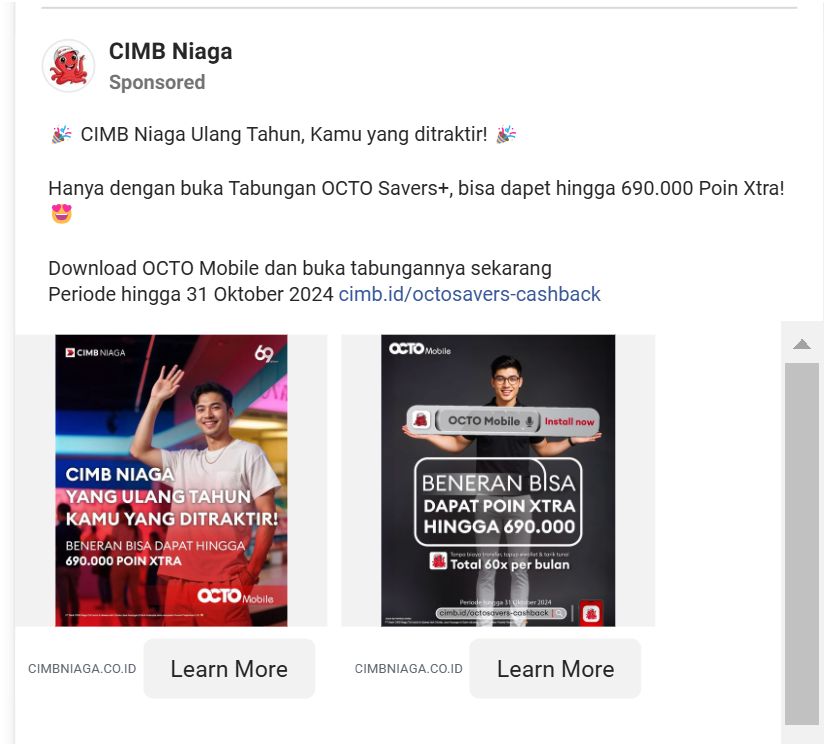 CIMB Niaga
Sponsored
🎉 CIMB Niaga Ulang Tahun, Kamu yang ditraktir! 🎉
Hanya dengan buka Tabungan OCTO Savers+, bisa dapet hingga 690.000 Poin Xtra!
😍
Download OCTO Mobile dan buka tabungannya sekarang
Periode hingga 31 Oktober 2024 cimb.id/octosavers-cashback
CIMB NIAGA
69
CIMB NIAGA
YANG ULANG TAHUN
KAMU YANG DITRAKTIR!
BENERAN BISA DAPAT HINGGA
690.000 POIN XTRA
OCTO Mobile
OCTO Mobile
OCTO Mobile
Install now
BENERAN BISA
DAPAT POIN XTRA
HINGGA 690.000
Tanpa biaya transfer, topup ewallet & tarik tunai
Total 60x per bulan
Periode hingga 31 Oktober 2024
cimb.id/octosavers-cashback
CIMBNIAGA.CO.ID
Learn More
CIMBNIAGA.CO.ID
Learn More